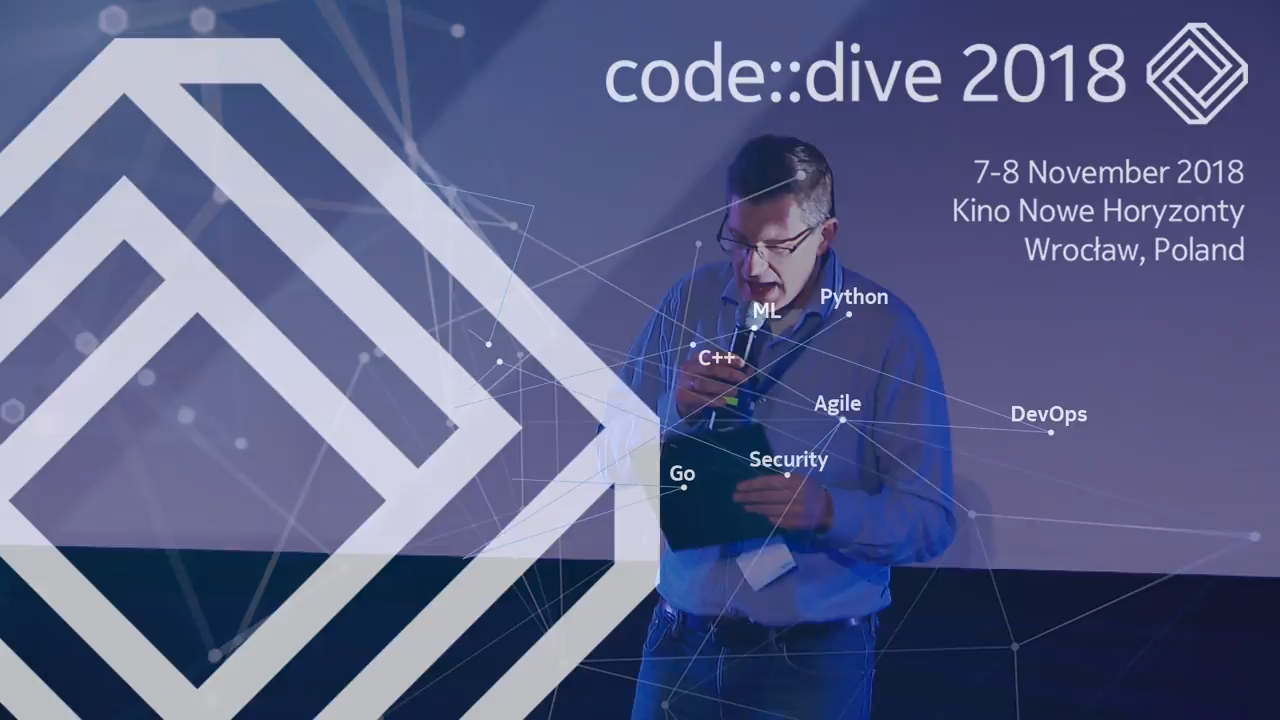 code::dive 2018
7-8 November 2018
Kino Nowe Horyzonty
Wrocław, Poland
Python
ML
C++
Agile
DevOps
Security
Go